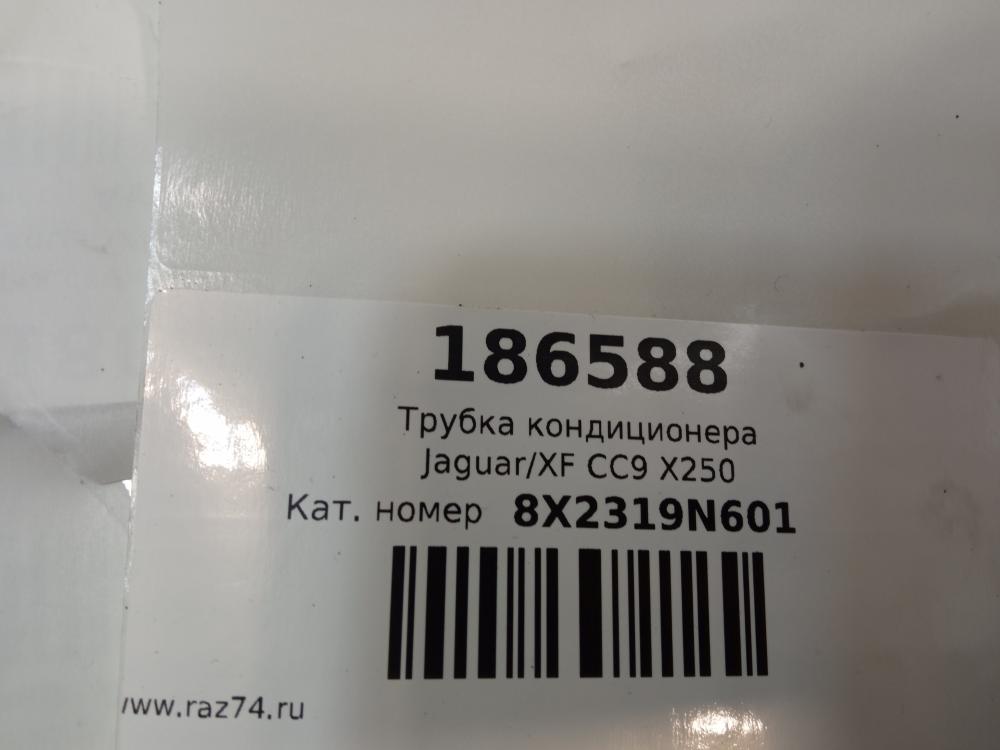 186588
Трубка кондиционера
Jaguar/XF CC9 X250
Кат. номер 8X2319N601
www.raz74.ru